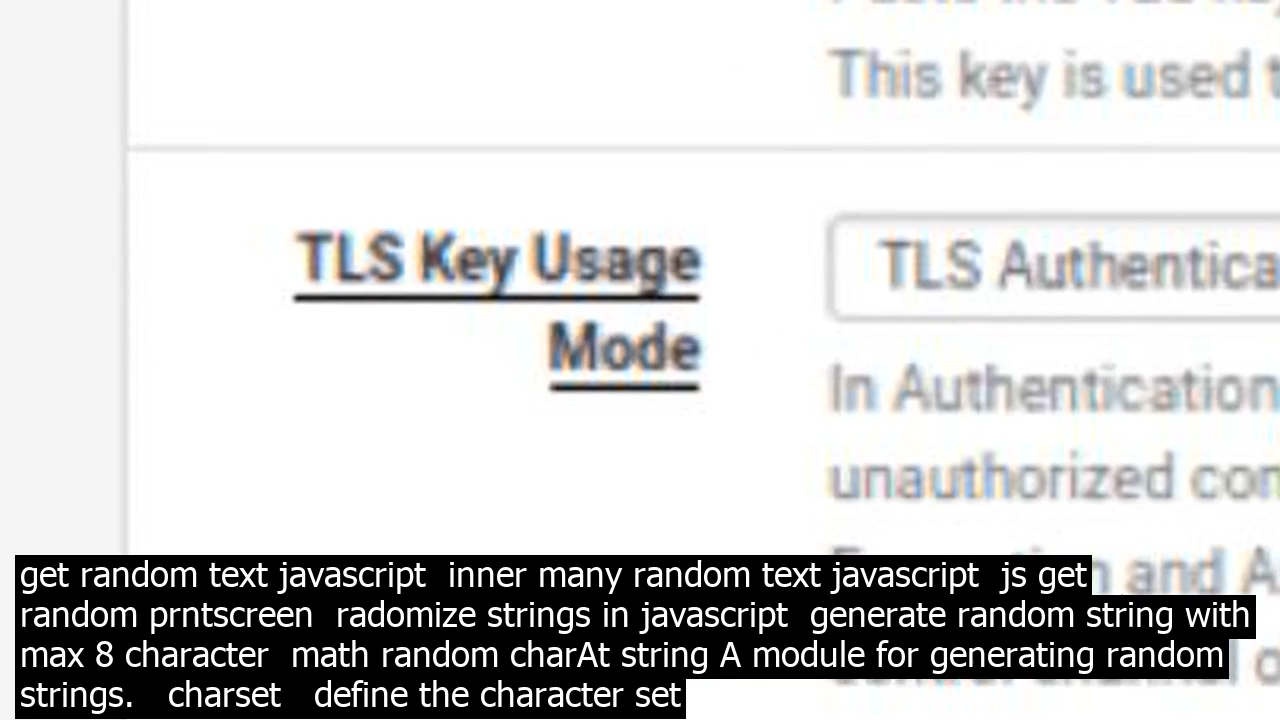 This key is used
TLS Key Usage
Mode
TLS Authentica
In Authentication
unauthorized con
and A
get random text javascript  inner many random text javascript  js get
random prntscreen  radomize strings in javascript  generate random string with
max 8 character  math random charAt string A module for generating random
strings.   charset   define the character set